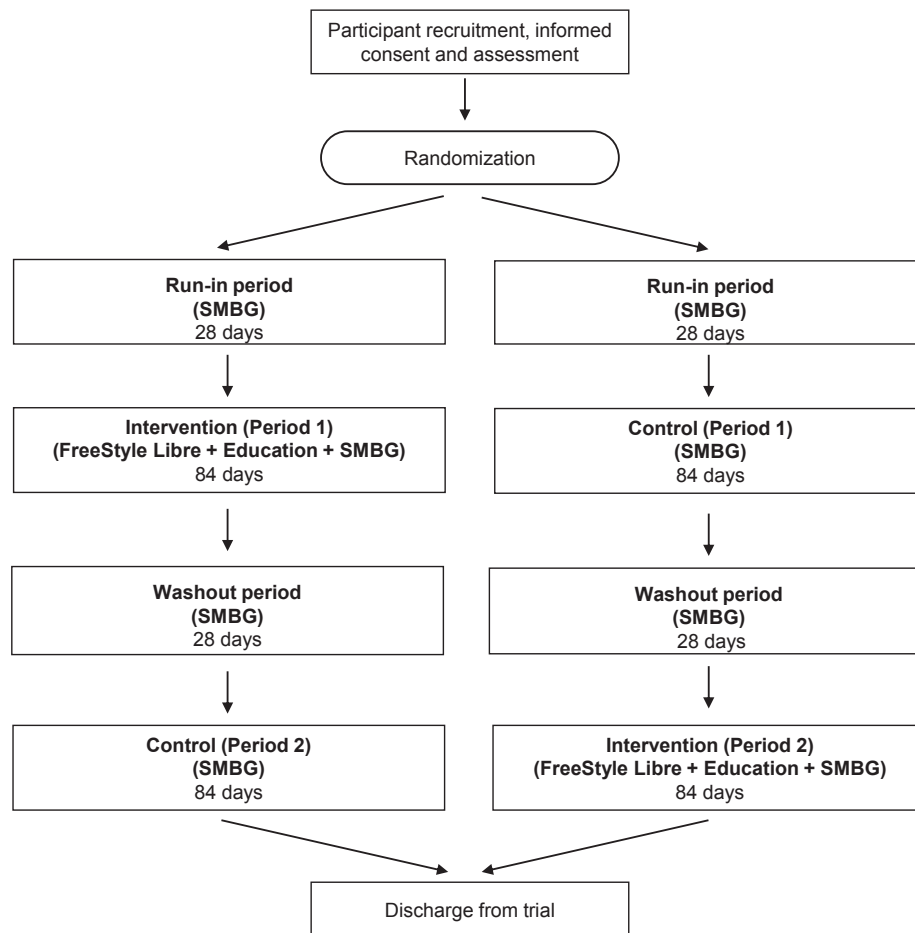 Participant recruitment, informed
consent and assessment
Randomization
Run-in period
(SMBG)
28 days
Run-in period
(SMBG)
28 days
Intervention (Period 1)
(FreeStyle Libre + Education + SMBG)
84 days
Control (Period 1)
(SMBG)
84 days
Washout period
(SMBG)
28 days
Washout period
(SMBG)
28 days
Control (Period 2)
(SMBG)
84 days
Intervention (Period 2)
(FreeStyle Libre + Education + SMBG)
84 days
Discharge from trial